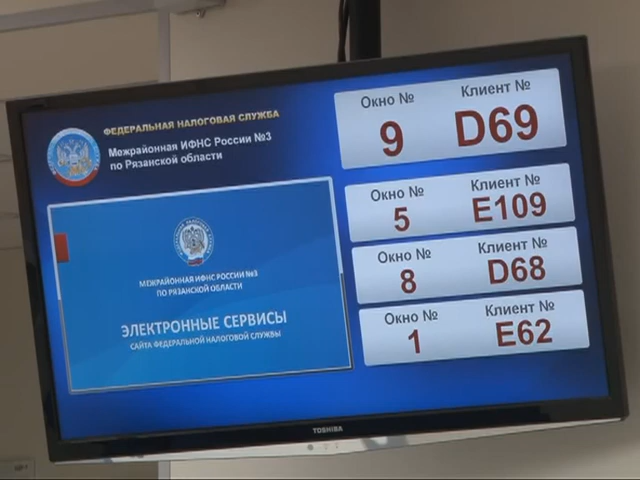 ФЕДЕРАЛЬНАЯ НАЛОГОВАЯ СЛУЖБА
Межрайонная ИФНС России №3
по Рязанской области
МЕЖРАЙОННАЯ ИФНС РОССИИ №3
ПО РЯЗАНСКОЙ ОБЛАСТИ
ЭЛЕКТРОННЫЕ СЕРВИСЫ
САЙТА ФЕДЕРАЛЬНОЙ НАЛОГОВОЙ СЛУЖБЫ
Окно № Клиент №
9 D69
Окно № Клиент №
5 E109
Окно № Клиент №
8 D68
Окно № Клиент №
1 E62
TOSHIBA